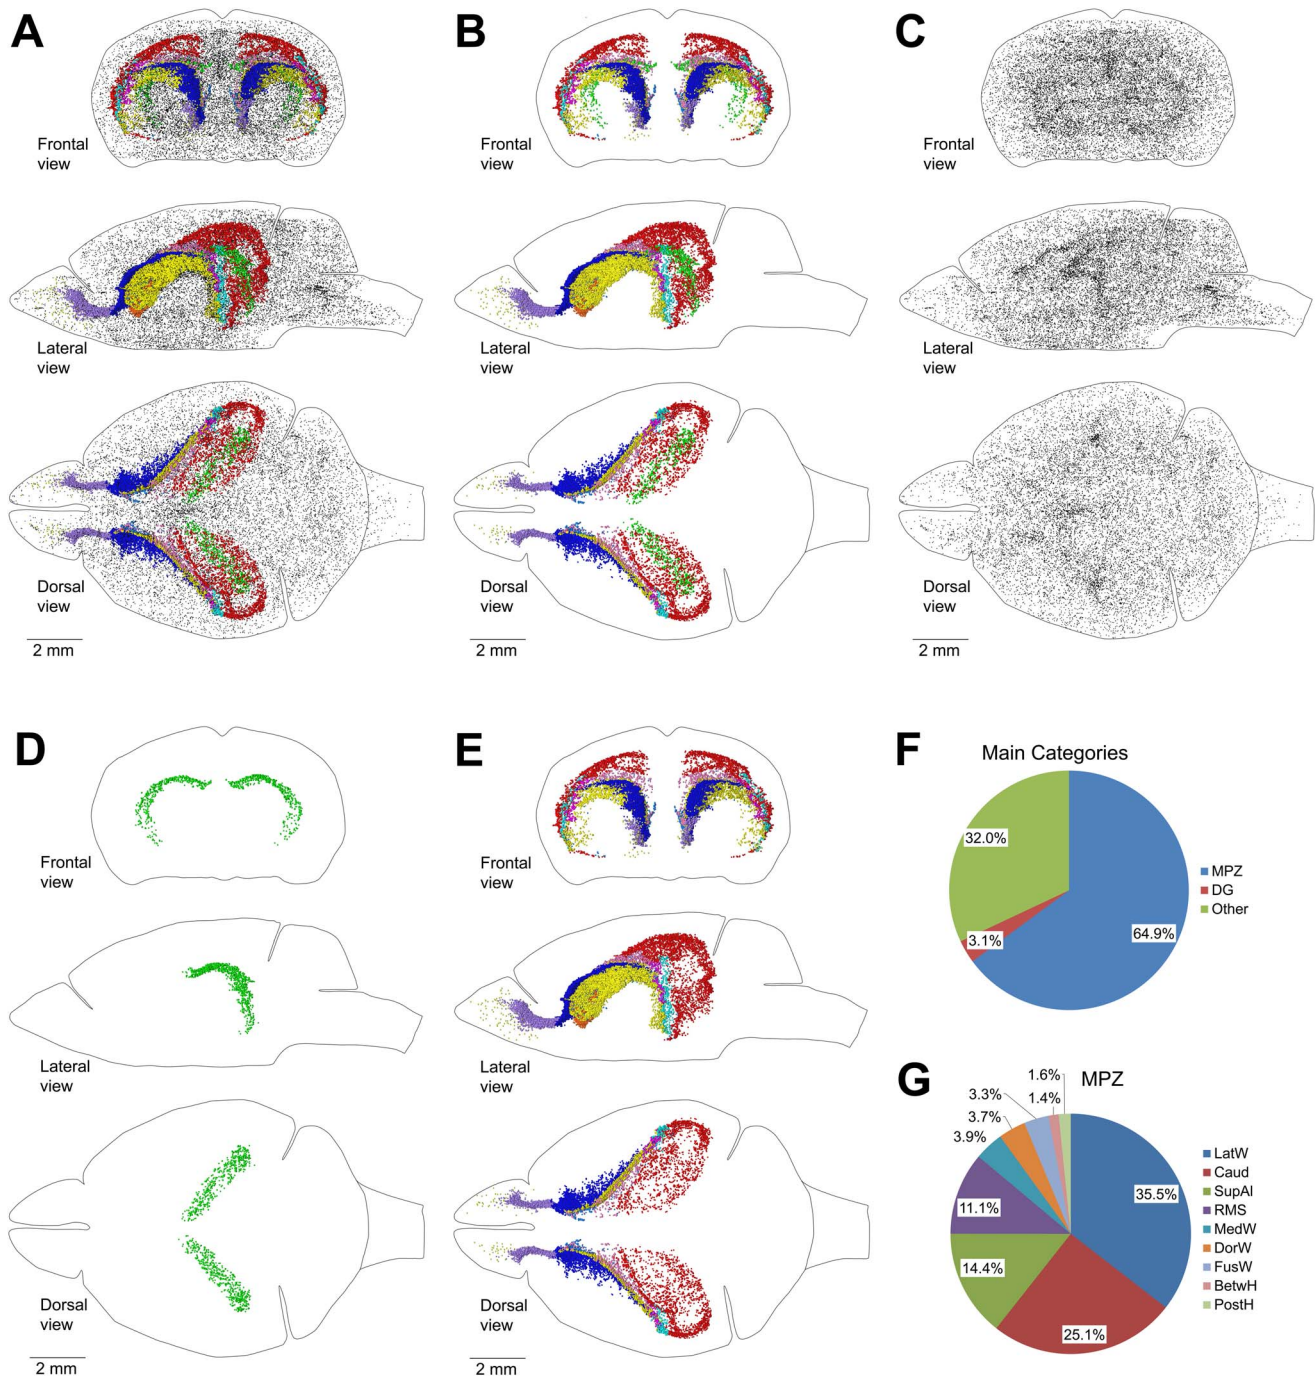 A
Frontal
view
Lateral
view
Dorsal
view
2 mm
B
Frontal
view
Lateral
view
Dorsal
view
2 mm
C
Frontal
view
Lateral
view
Dorsal
view
2 mm
D
Frontal
view
Lateral
view
Dorsal
view
2 mm
E
Frontal
view
Lateral
view
Dorsal
view
2 mm
F
Main Categories
32.0%
3.1%
64.9%
MPZ
DG
Other
G
MPZ
1.6%
1.4%
3.3%
3.7%
3.9%
11.1%
14.4%
25.1%
35.5%
LatW
Caud
SupAl
RMS
MedW
DorW
FusW
BetwH
PostH